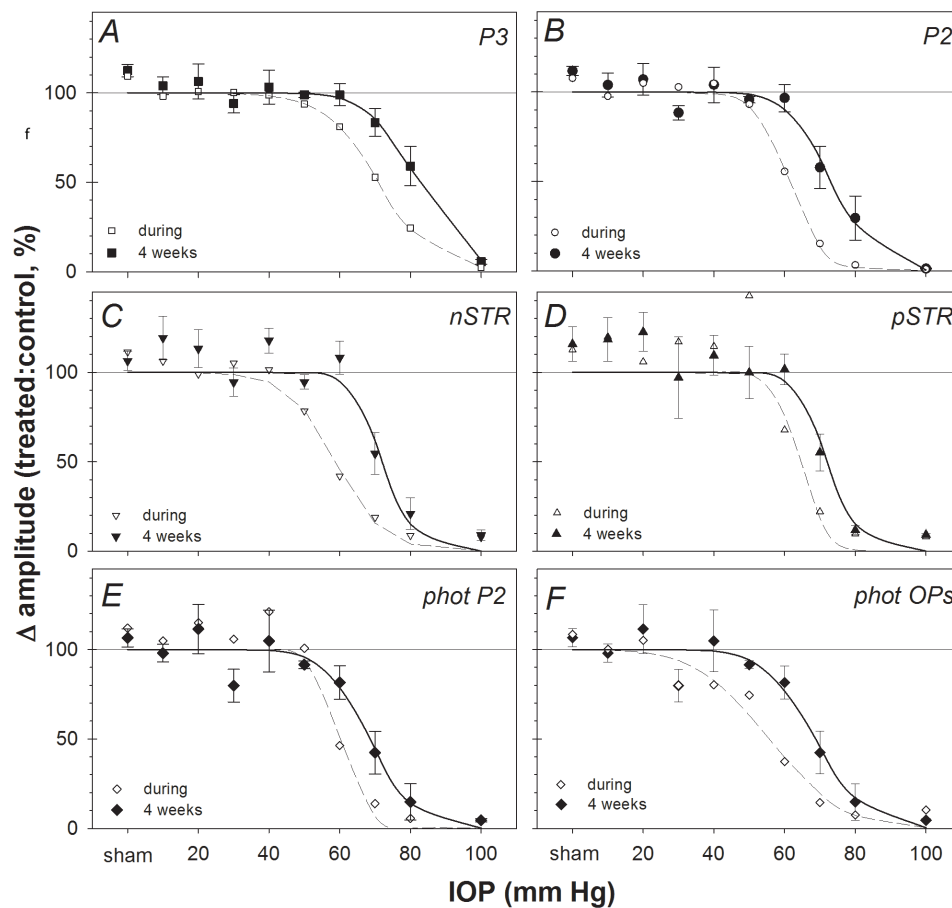 A P3
100
50
0
during
4 weeks
B P2
during
4 weeks
f
C nSTR
100
50
0
during
4 weeks
D pSTR
during
4 weeks
E phot P2
100
50
0
during
4 weeks
sham 20 40 60 80 100
F phot OPs
during
4 weeks
sham 20 40 60 80 100
Δ amplitude (treated:control, %)
IOP (mm Hg)